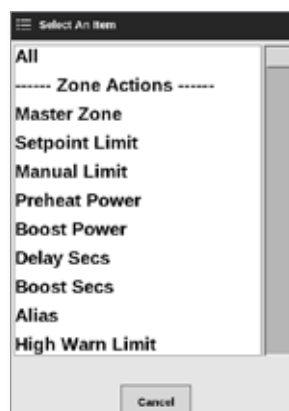 Select An Item
All
------ Zone Actions ------
Master Zone
Setpoint Limit
Manual Limit
Preheat Power
Boost Power
Delay Secs
Boost Secs
Alias
High Warn Limit
Cancel